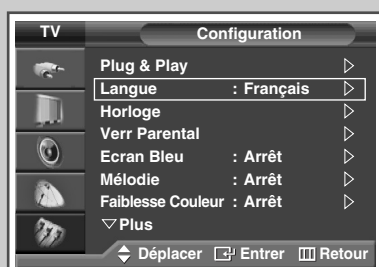 TV Configuration
Plug & Play
Langue : Français
Horloge
Verr Parental
Ecran Bleu : Arrêt
Mélodie : Arrêt
Faiblesse Couleur : Arrêt
Plus
Déplacer Entrer Retour